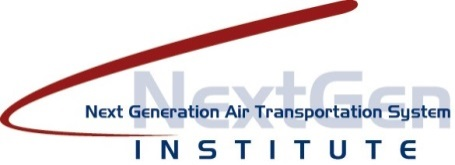 NextGen
Next Generation Air Transportation System
INSTITUTE